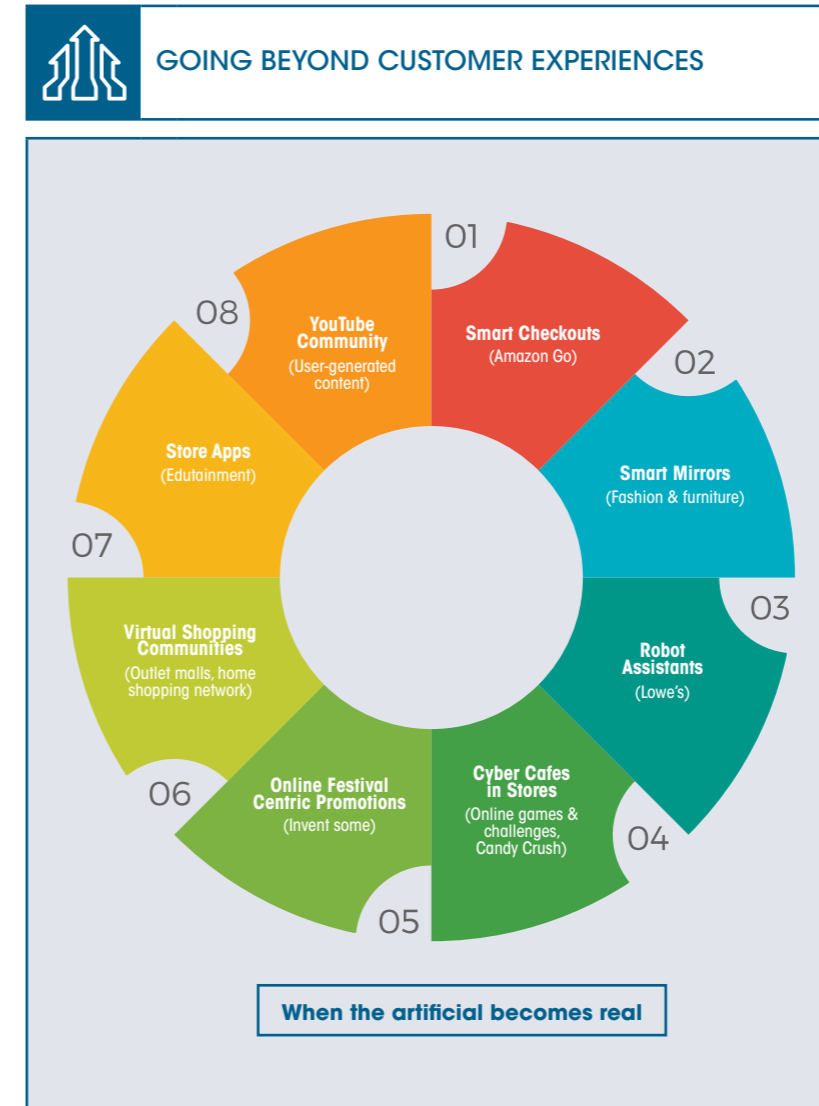 GOING BEYOND CUSTOMER EXPERIENCES
01
Smart Checkouts
(Amazon Go)
02
Smart Mirrors
(Fashion & furniture)
03
Robot
Assistants
(Lowe's)
04
Cyber Cafes
in Stores
(Online games &
challenges,
Candy Crush)
05
Online Festival
Centric Promotions
(Invent some)
06
Virtual Shopping
Communities
(Outlet malls, home
shopping network)
07
Store Apps
(Edutainment)
08
YouTube
Community
(User-generated
content)
When the artificial becomes real